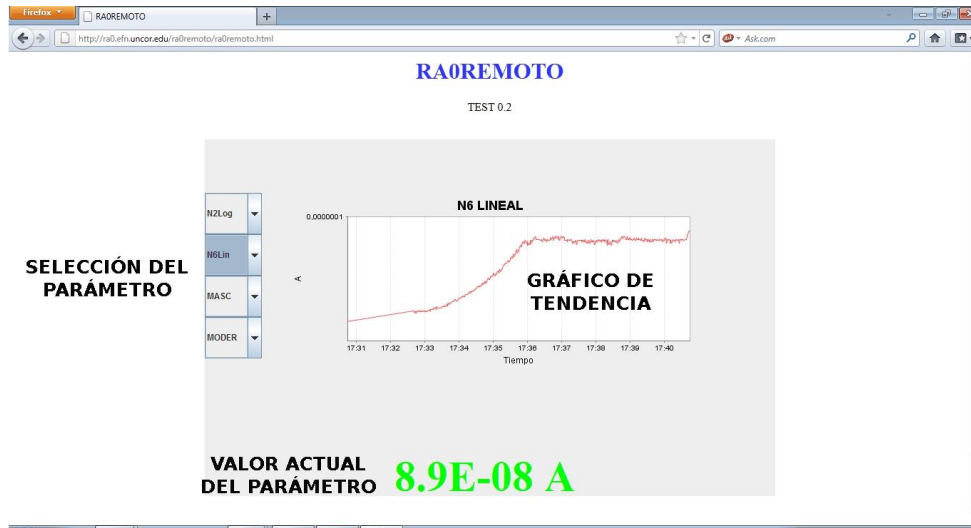 Firefox
RA0REMOTO
http://ra0.efn.uncor.edu/ra0remoto/ra0remoto.html
Ask.com
RA0REMOTO
TEST 0.2
N2Log
N6Lin
MASC
MODER
SELECCIÓN DEL
PARÁMETRO
N6 LINEAL
0,0000001
A
GRÁFICO DE
TENDENCIA
17:31 17:32 17:33 17:34 17:35 17:36 17:37 17:38 17:39 17:40
Tiempo
VALOR ACTUAL
DEL PARÁMETRO
8.9E-08 A